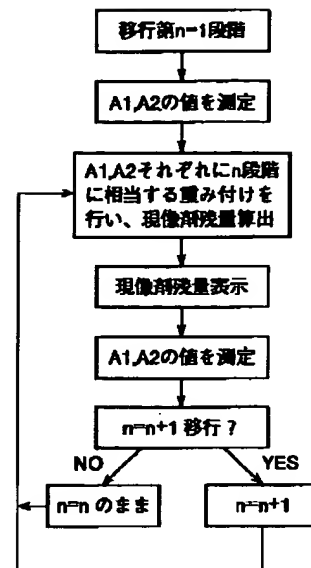 移行第n-1段階
A1,A2の値を測定
A1,A2それぞれにn段階
に相当する重み付けを
行い、現像剤残量算出
現像剤残量表示
A1,A2の値を測定
n=n+1 移行?
NO
YES
n=n のまま
n=n+1